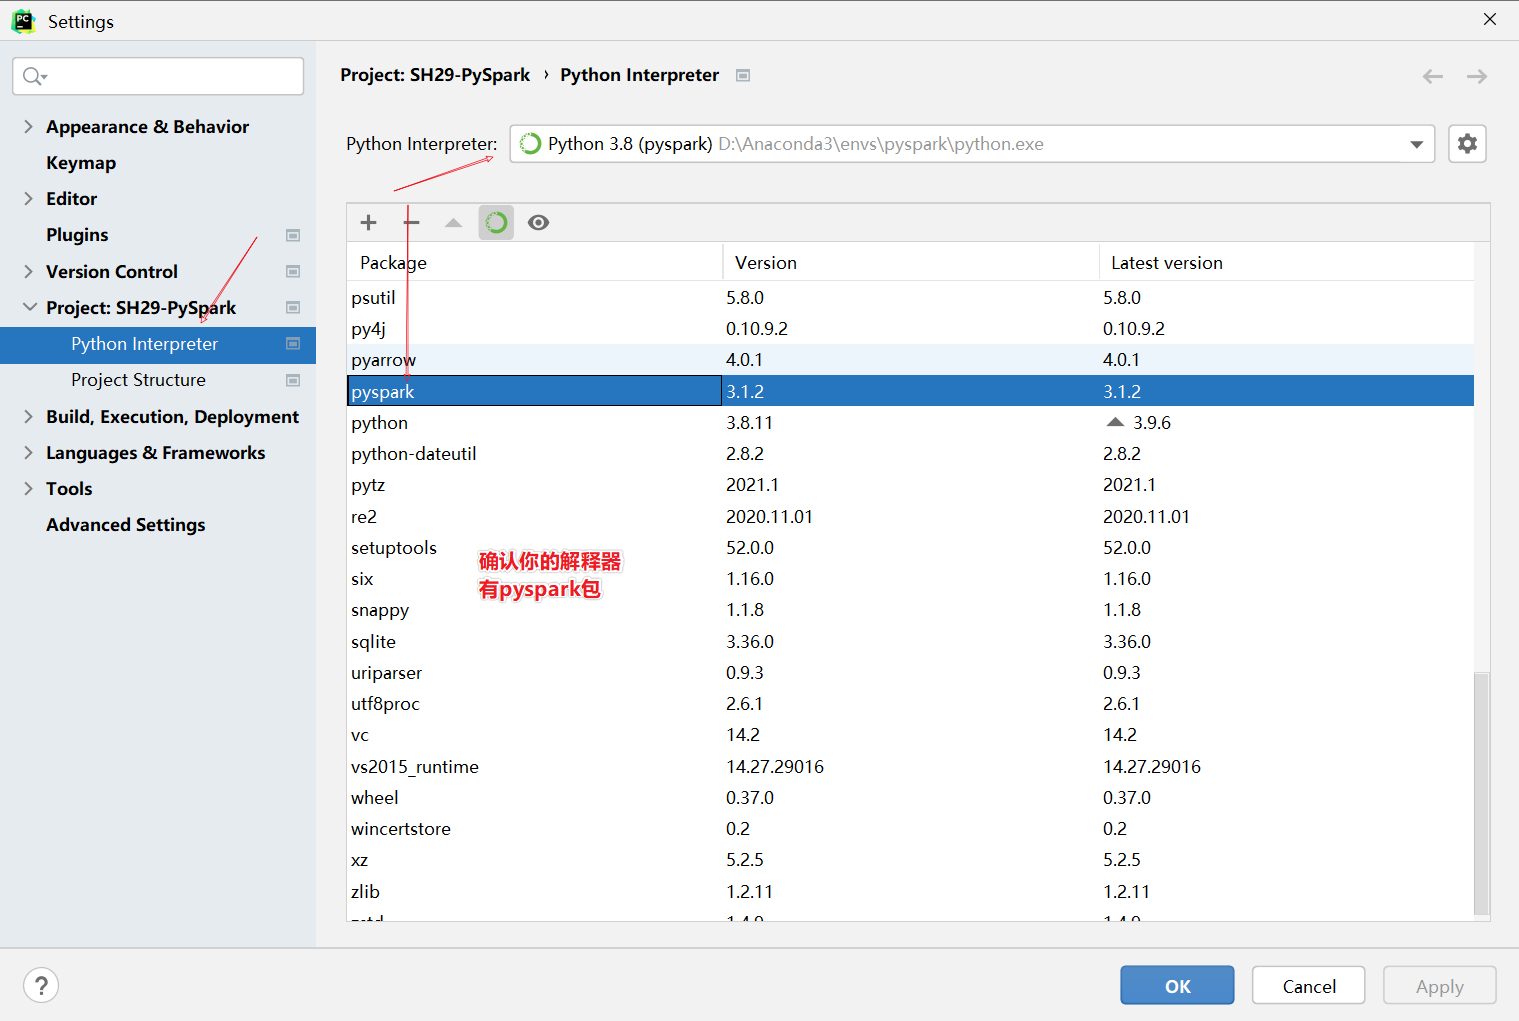 Settings
Project: SH29-PySpark › Python Interpreter
Appearance & Behavior
Keymap
Editor
Plugins
Version Control
Project: SH29-PySpark
Python Interpreter
Project Structure
Build, Execution, Deployment
Languages & Frameworks
Tools
Advanced Settings
Python Interpreter: Python 3.8 (pyspark) D:\Anaconda3\envs\pyspark\python.exe
Package Version Latest version
psutil 5.8.0 5.8.0
py4j 0.10.9.2 0.10.9.2
pyarrow 4.0.1 4.0.1
pyspark 3.1.2 3.1.2
python 3.8.11 3.9.6
python-dateutil 2.8.2 2.8.2
pytz 2021.1 2021.1
re2 2020.11.01 2020.11.01
setuptools 52.0.0 52.0.0
six 1.16.0 1.16.0
snappy 1.1.8 1.1.8
sqlite 3.36.0 3.36.0
uriparser 0.9.3 0.9.3
utf8proc 2.6.1 2.6.1
vc 14.2 14.2
vs2015_runtime 14.27.29016 14.27.29016
wheel 0.37.0 0.37.0
wincertstore 0.2 0.2
xz 5.2.5 5.2.5
zlib 1.2.11 1.2.11
确认你的解释器
有pyspark包
? OK Cancel Apply